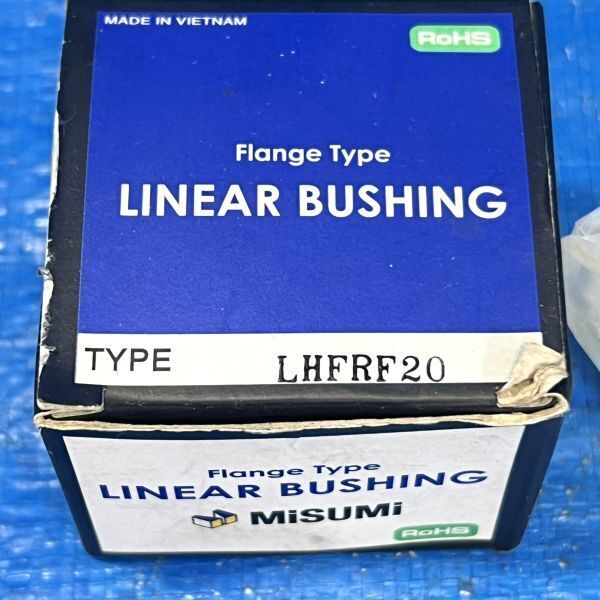 MADE IN VIETNAM
RoHS
Flange Type
LINEAR BUSHING
TYPE LHFRF20
Flange Type
LINEAR BUSHING
MiSUMi
RoHS